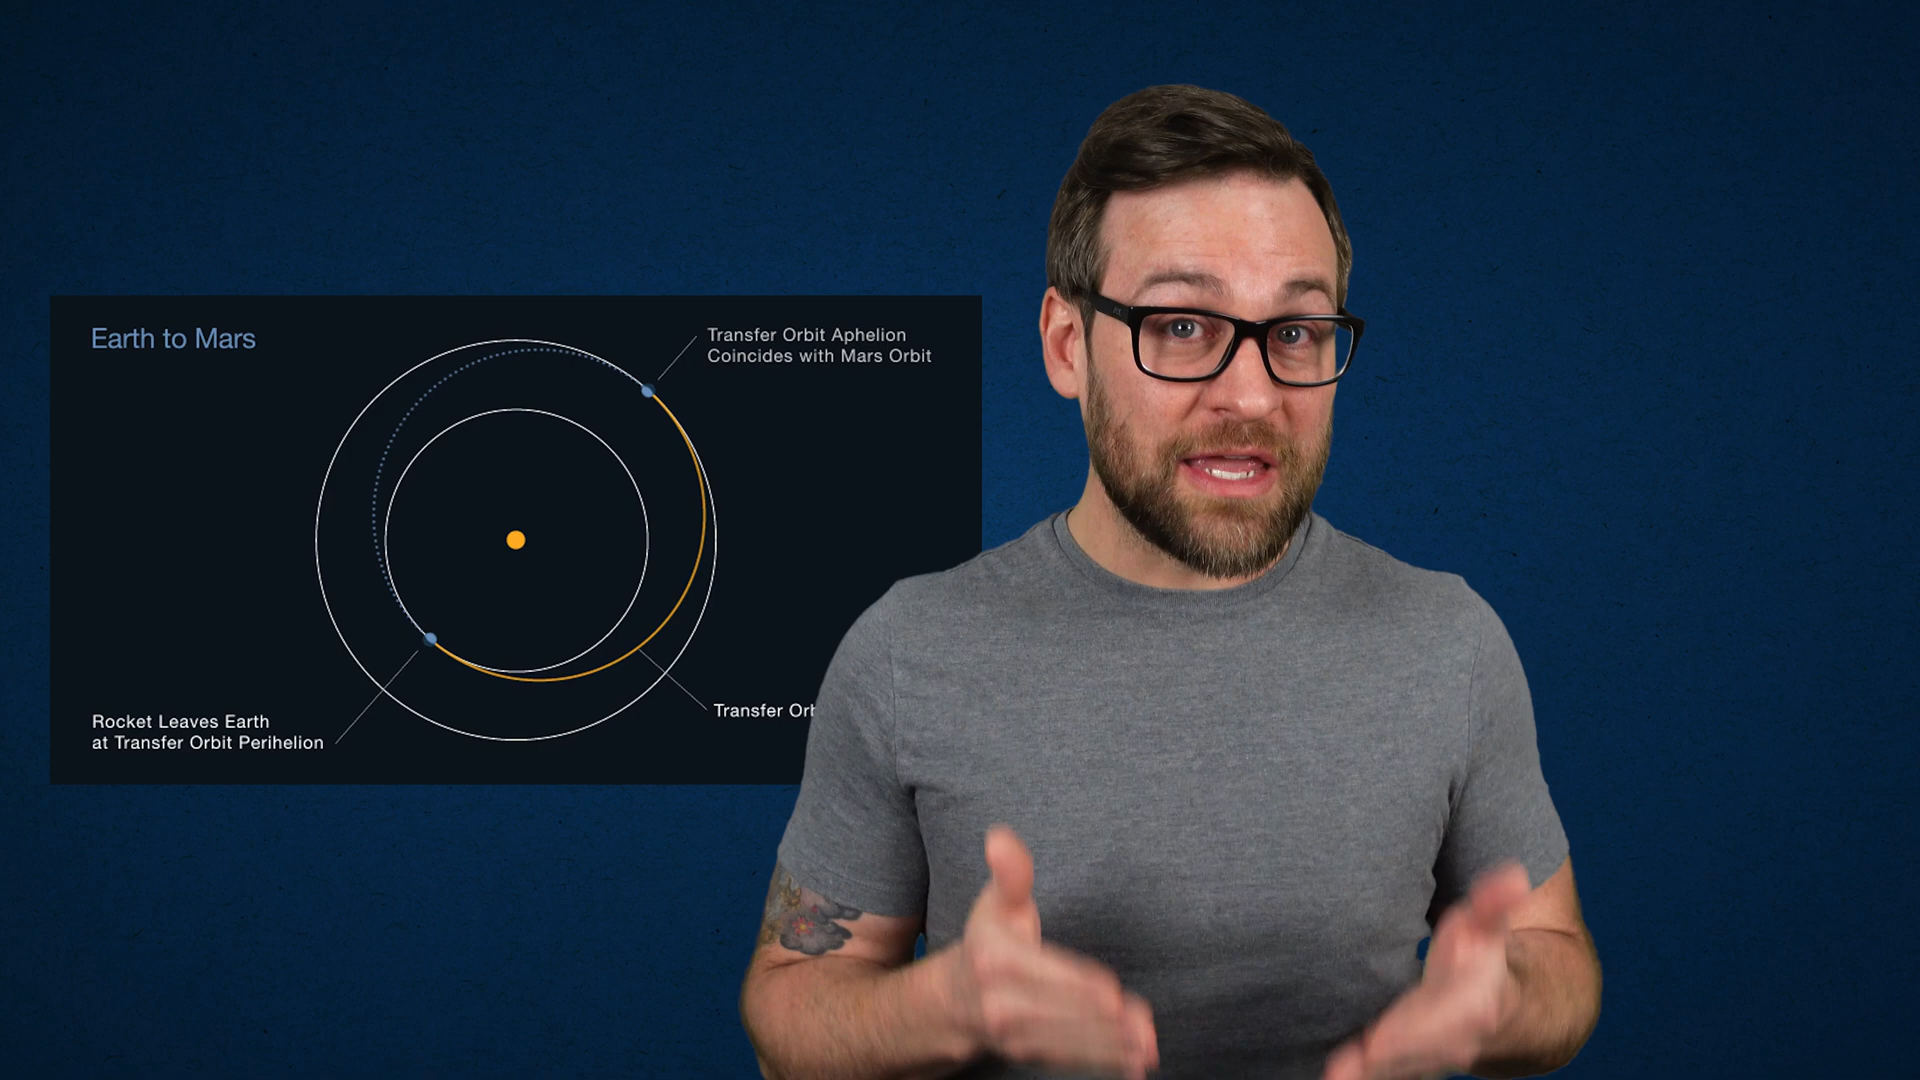 Earth to Mars
Transfer Orbit Aphelion
Coincides with Mars Orbit
Rocket Leaves Earth
at Transfer Orbit Perihelion
Transfer